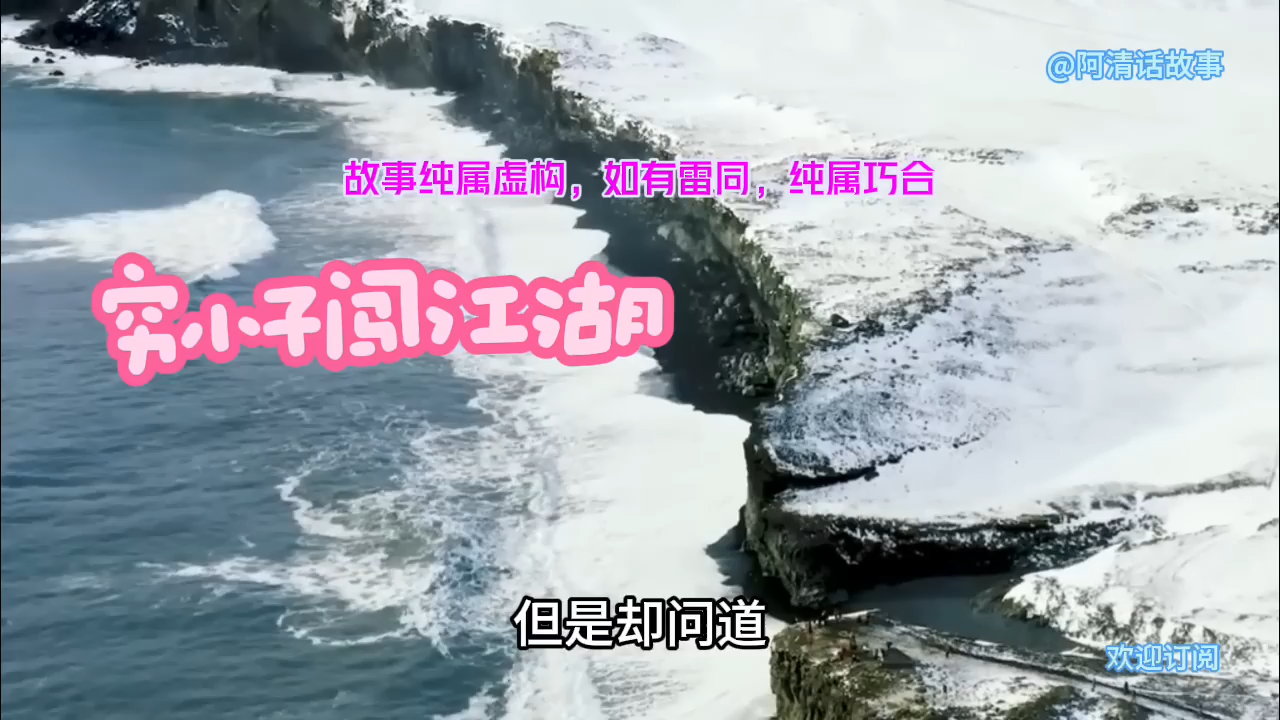 @阿清话故事
故事纯属虚构，如有雷同，纯属巧合
穷小子闯江湖
但是却问道
欢迎订阅